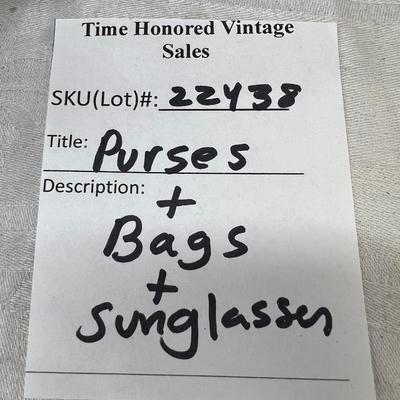 Time Honored Vintage
Sales
SKU(Lot)#: 22438
Title: Purses
Description: +
Bags
+
Sunglasses